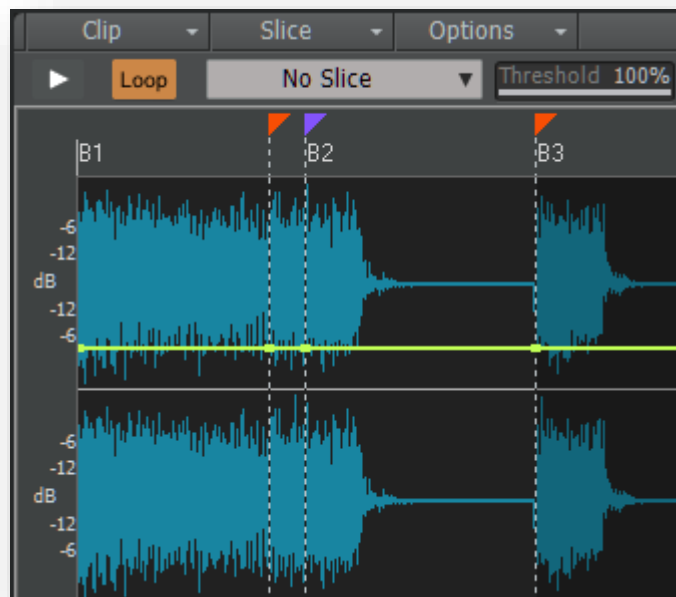 Clip Slice Options
Loop No Slice Threshold 100%
B1 B2 B3
-6
-12
dB
-12
-6
-6
-12
dB
-12
-6